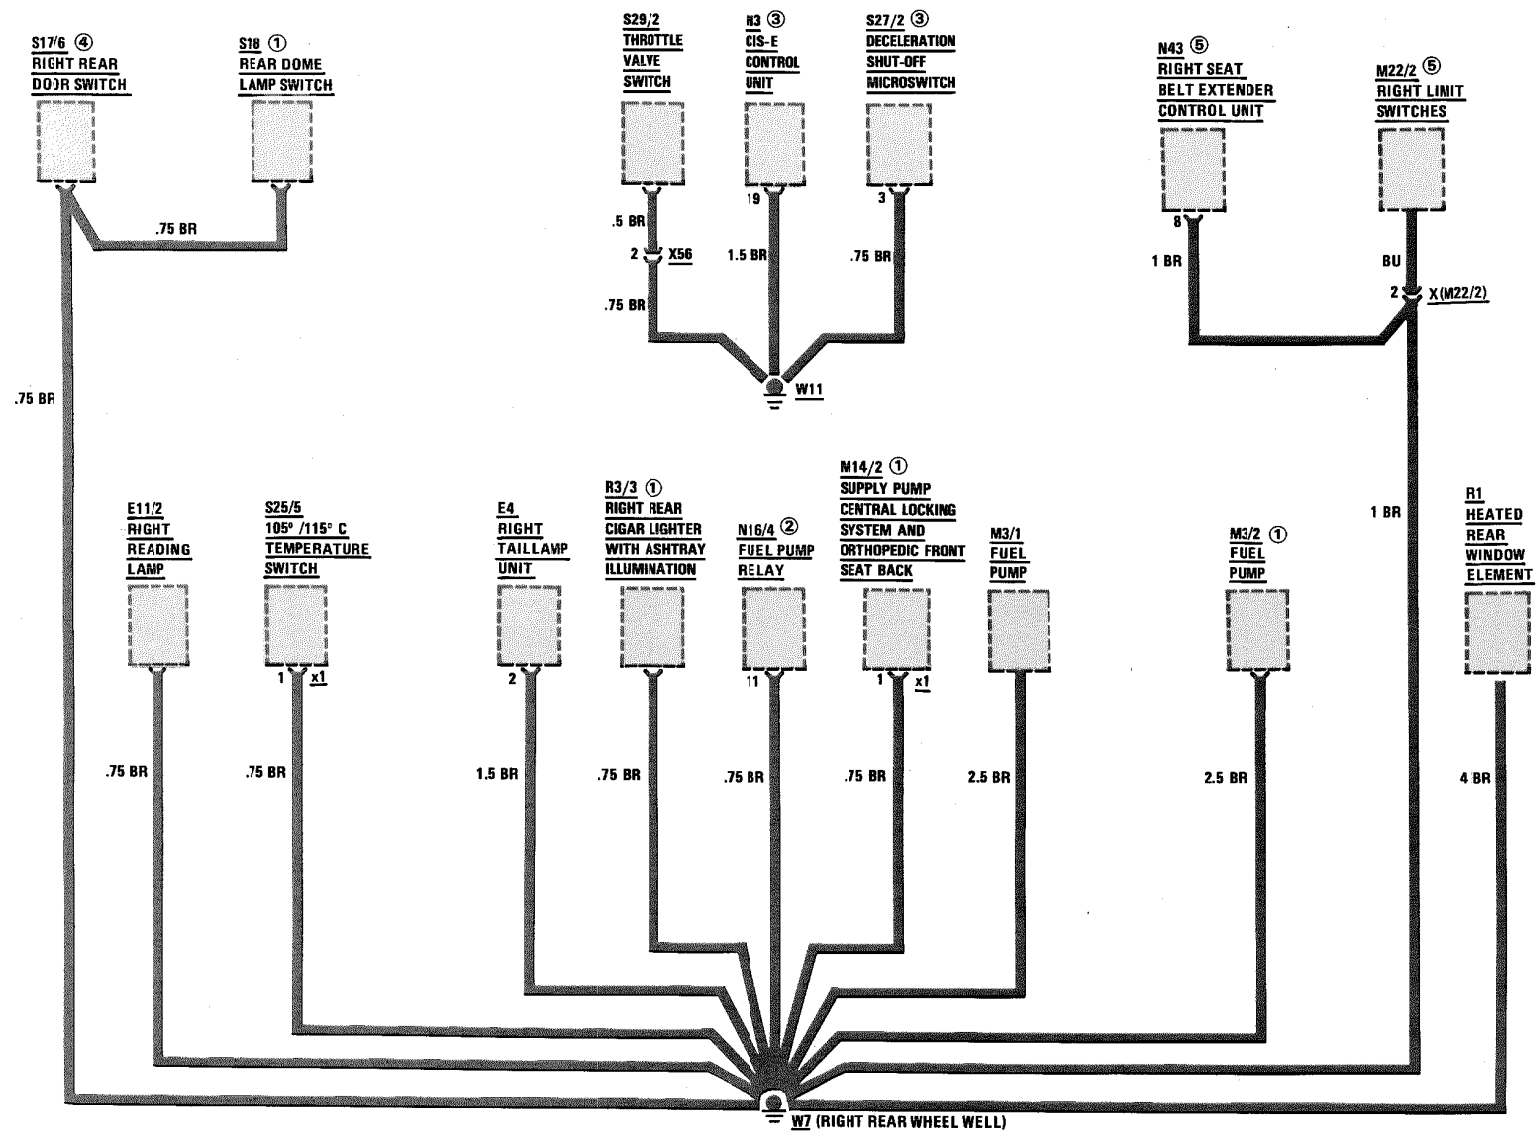 S17/6 ④
RIGHT REAR
DOOR SWITCH
S18 ①
REAR DOME
LAMP SWITCH
S29/2
THROTTLE
VALVE
SWITCH
N3 ③
CIS-E
CONTROL
UNIT
S27/2 ③
DECELERATION
SHUT-OFF
MICROSWITCH
N43 ⑤
RIGHT SEAT
BELT EXTENDER
CONTROL UNIT
M22/2 ⑤
RIGHT LIMIT
SWITCHES
.75 BR
.5 BR
2
X56
.75 BR
19
1.5 BR
3
.75 BR
W11
8
1 BR
BU
2
X(M22/2)
.75 BR
1 BR
E11/2
RIGHT
READING
LAMP
S25/5
105° /115° C
TEMPERATURE
SWITCH
E4
RIGHT
TAILLAMP
UNIT
R3/3 ①
RIGHT REAR
CIGAR LIGHTER
WITH ASHTRAY
ILLUMINATION
N16/4 ②
FUEL PUMP
RELAY
M14/2 ①
SUPPLY PUMP
CENTRAL LOCKING
SYSTEM AND
ORTHOPEDIC FRONT
SEAT BACK
M3/1
FUEL
PUMP
M3/2 ①
FUEL
PUMP
R1
HEATED
REAR
WINDOW
ELEMENT
1
x1
2
11
1
x1
.75 BR
.75 BR
1.5 BR
.75 BR
.75 BR
.75 BR
2.5 BR
2.5 BR
4 BR
W7 (RIGHT REAR WHEEL WELL)